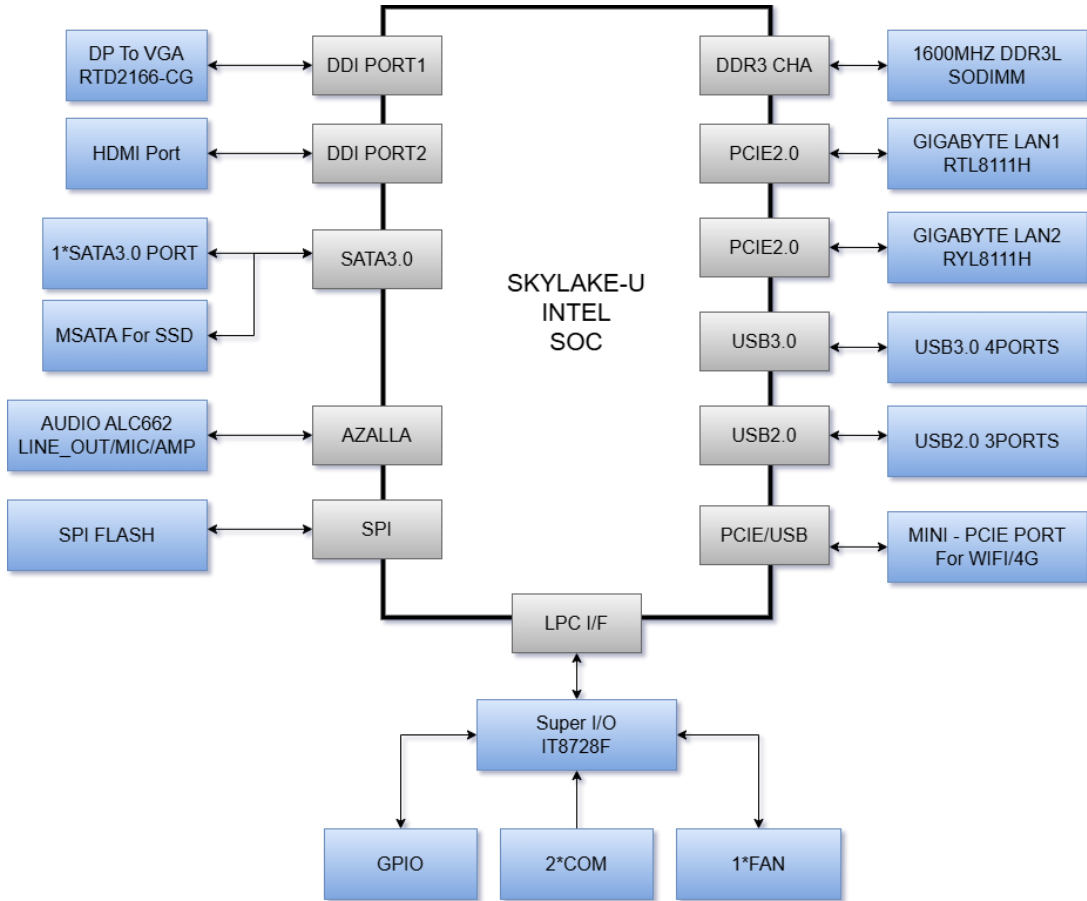 DP To VGA
RTD2166-CG
DDI PORT1
HDMI Port
DDI PORT2
1*SATA3.0 PORT
SATA3.0
MSATA For SSD
AUDIO ALC662
LINE_OUT/MIC/AMP
AZALLA
SPI FLASH
SPI
SKYLAKE-U
INTEL
SOC
DDR3 CHA
1600MHZ DDR3L
SODIMM
PCIE2.0
GIGABYTE LAN1
RTL8111H
PCIE2.0
GIGABYTE LAN2
RYL8111H
USB3.0
USB3.0 4PORTS
USB2.0
USB2.0 3PORTS
PCIE/USB
MINI - PCIE PORT
For WIFI/4G
LPC I/F
Super I/O
IT8728F
GPIO
2*COM
1*FAN